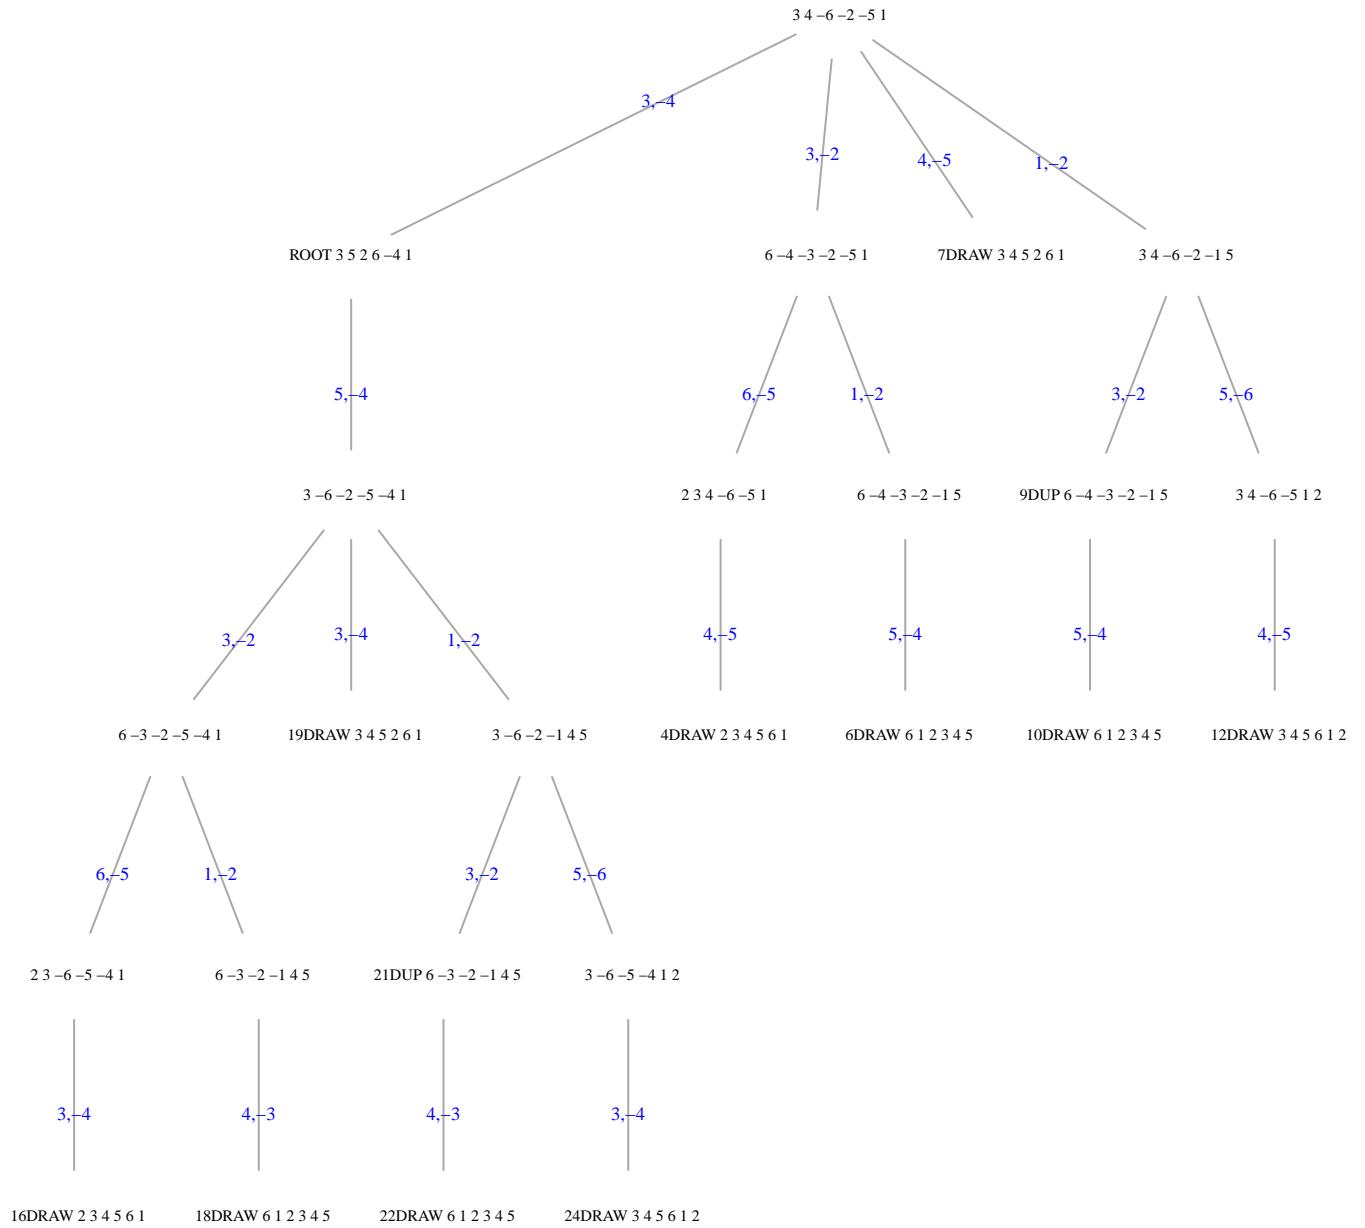 3 4 −6 −2 −5 1
3,−4
3,−2
4,−5
1,−2
ROOT 3 5 2 6 −4 1
6 −4 −3 −2 −5 1
7DRAW 3 4 5 2 6 1
3 4 −6 −2 −1 5
5,−4
6,−5
1,−2
3,−2
5,−6
3 −6 −2 −5 −4 1
2 3 4 −6 −5 1
6 −4 −3 −2 −1 5
9DUP 6 −4 −3 −2 −1 5
3 4 −6 −5 1 2
3,−2
3,−4
1,−2
4,−5
5,−4
5,−4
4,−5
6 −3 −2 −5 −4 1
19DRAW 3 4 5 2 6 1
3 −6 −2 −1 4 5
4DRAW 2 3 4 5 6 1
6DRAW 6 1 2 3 4 5
10DRAW 6 1 2 3 4 5
12DRAW 3 4 5 6 1 2
6,−5
1,−2
3,−2
5,−6
2 3 −6 −5 −4 1
6 −3 −2 −1 4 5
21DUP 6 −3 −2 −1 4 5
3 −6 −5 −4 1 2
3,−4
4,−3
4,−3
3,−4
16DRAW 2 3 4 5 6 1
18DRAW 6 1 2 3 4 5
22DRAW 6 1 2 3 4 5
24DRAW 3 4 5 6 1 2